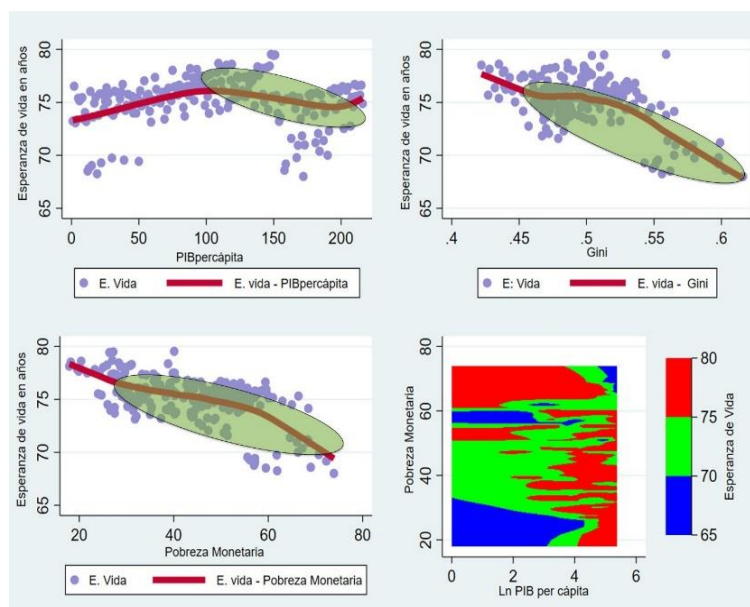 Esperanza de vida en años
80
75
70
65
0 50 100 150 200
PIBpercápita
E. Vida E. vida - PIBpercápita
Esperanza de vida en años
80
75
70
65
.4 .45 .5 .55 .6
Gini
E: Vida E. vida - Gini
Esperanza de vida en años
80
75
70
65
20 40 60 80
Pobreza Monetaria
E. Vida E. vida - Pobreza Monetaria
Pobreza Monetaria
80
60
40
20
0 2 4 6
Ln PIB per cápita
80
75
70
65
Esperanza de Vida